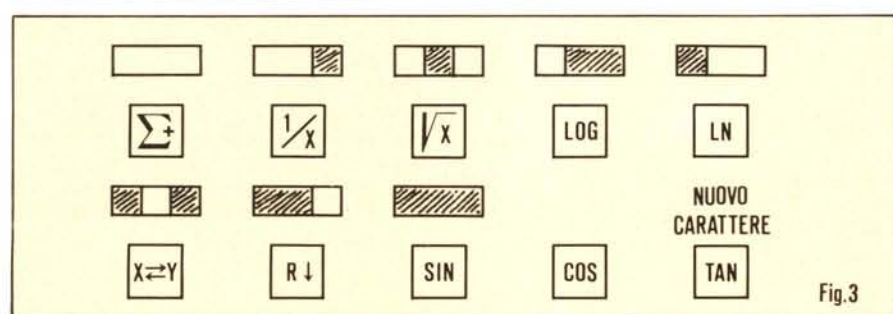 Σ+ 1/X √X LOG LN
NUOVO
CARATTERE
X⇄Y R↓ SIN COS TAN
Fig.3